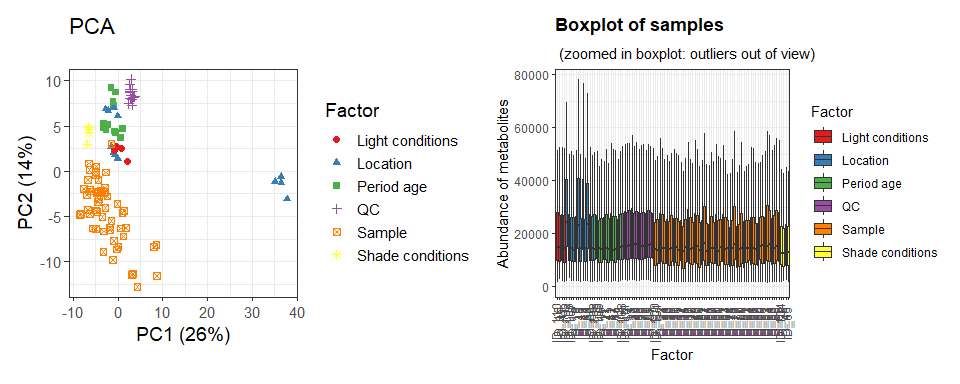 PCA
10
5
0
-5
-10
-10 0 10 20 30 40
PC1 (26%)
PC2 (14%)
Factor
Light conditions
Location
Period age
QC
Sample
Shade conditions
Boxplot of samples
(zoomed in boxplot: outliers out of view)
80000
60000
40000
20000
0
Abundance of metabolites
Factor
Factor
Light conditions
Location
Period age
QC
Sample
Shade conditions